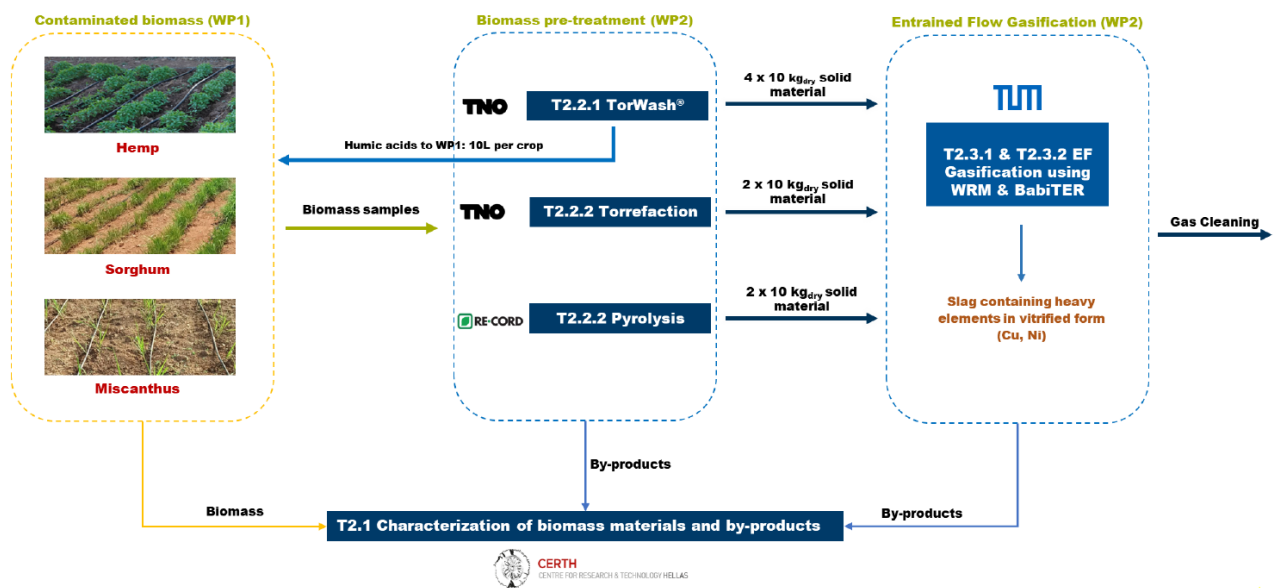 Contaminated biomass (WP1)
Hemp
Sorghum
Miscanthus
Biomass pre-treatment (WP2)
TNO
T2.2.1 TorWash®
Humic acids to WP1: 10L per crop
Biomass samples
TNO
T2.2.2 Torrefaction
RE-CORD
T2.2.2 Pyrolysis
4 x 10 kgdry solid
material
2 x 10 kgdry solid
material
2 x 10 kgdry solid
material
Entrained Flow Gasification (WP2)
TUM
T2.3.1 & T2.3.2 EF
Gasification using
WRM & BabiTER
Slag containing heavy
elements in vitrified form
(Cu, Ni)
Gas Cleaning
Biomass
By-products
By-products
T2.1 Characterization of biomass materials and by-products
CERTH
CENTRE FOR RESEARCH & TECHNOLOGY HELLAS